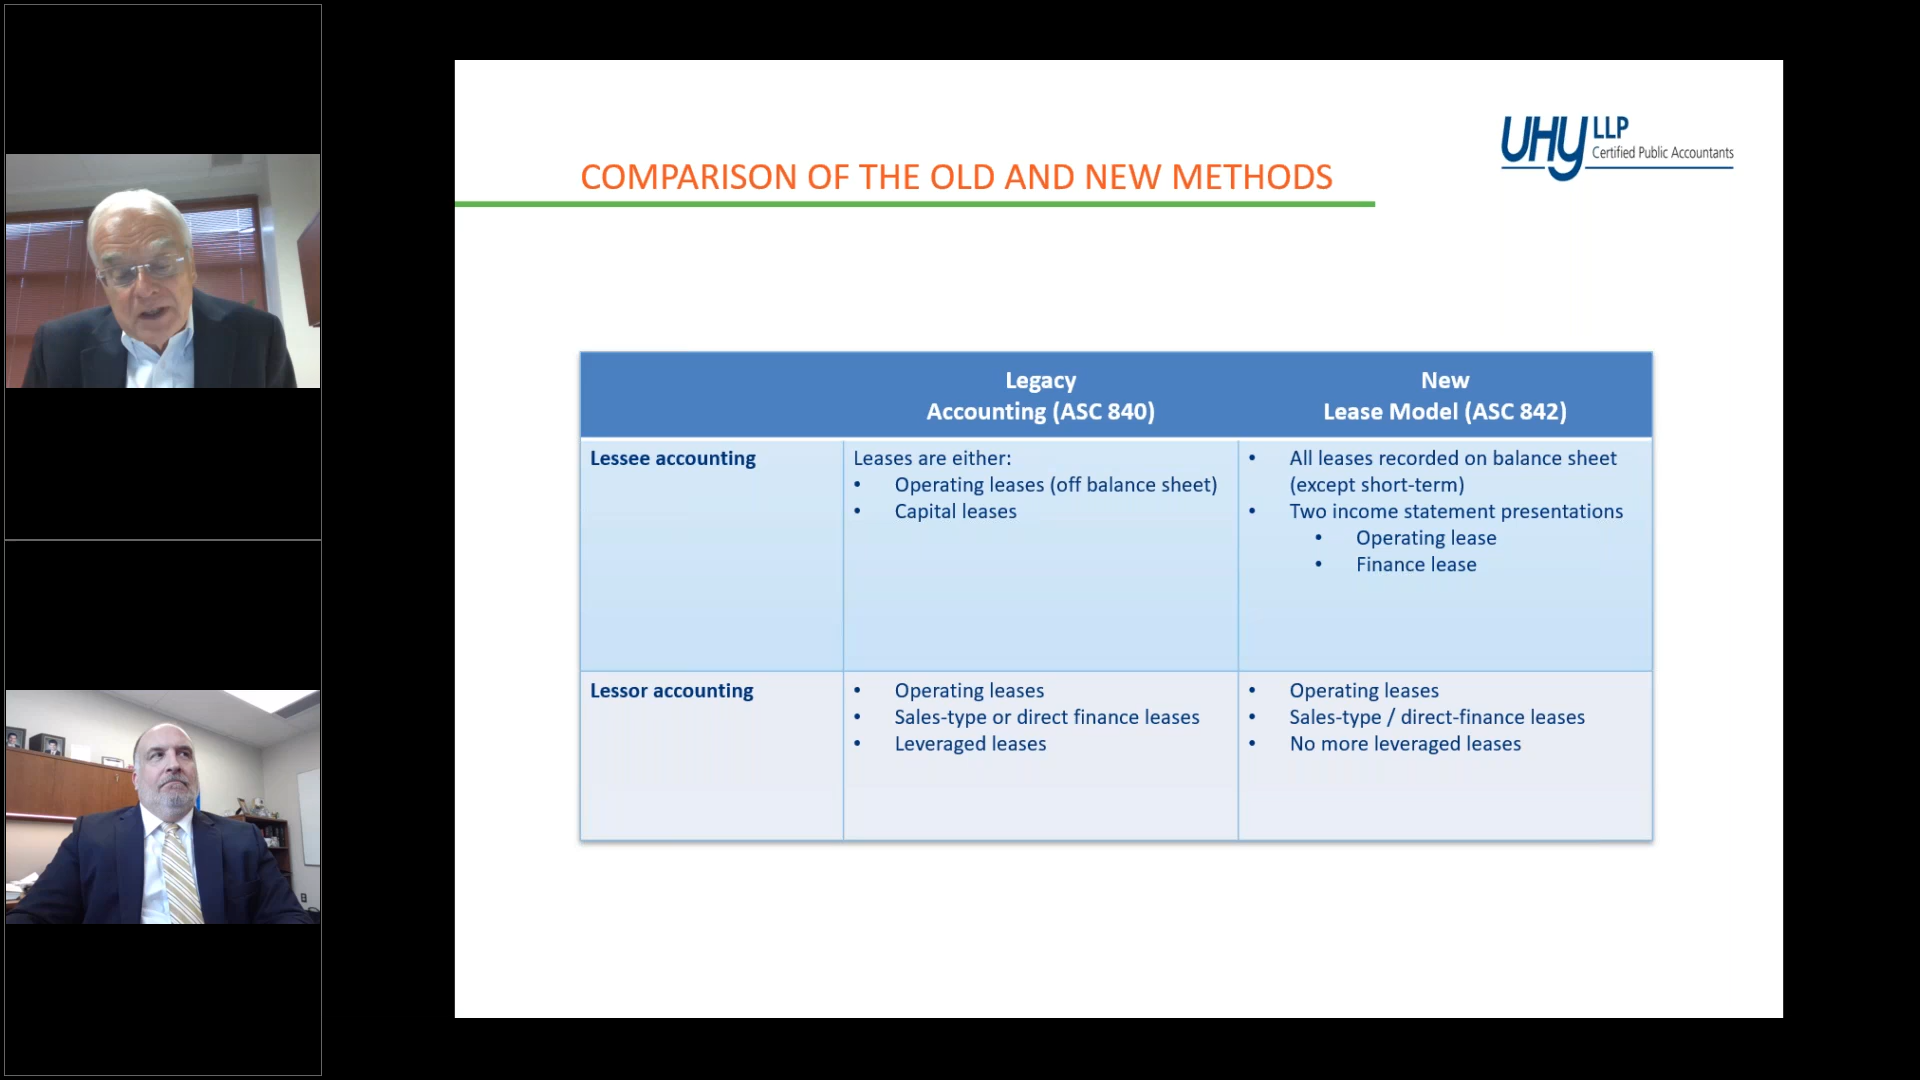 UHY LLP
Certified Public Accountants
COMPARISON OF THE OLD AND NEW METHODS
Legacy
Accounting (ASC 840)
New
Lease Model (ASC 842)
Lessee accounting
Leases are either:
• Operating leases (off balance sheet)
• Capital leases
• All leases recorded on balance sheet
(except short-term)
• Two income statement presentations
• Operating lease
• Finance lease
Lessor accounting
• Operating leases
• Sales-type or direct finance leases
• Leveraged leases
• Operating leases
• Sales-type / direct-finance leases
• No more leveraged leases